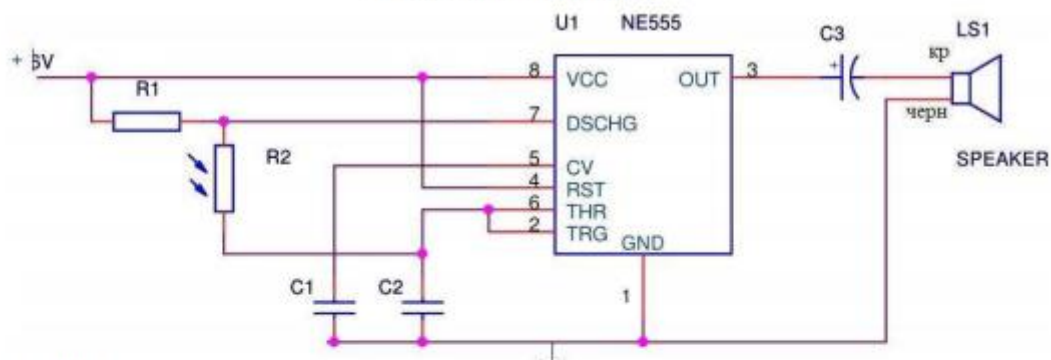 U1 NE555
C3
LS1
+ 6V
кр
8 VCC OUT 3
R1
7 DSCHG
черн
R2
5 CV
SPEAKER
4 RST
6 THR
2 TRG
GND
C1 C2
1